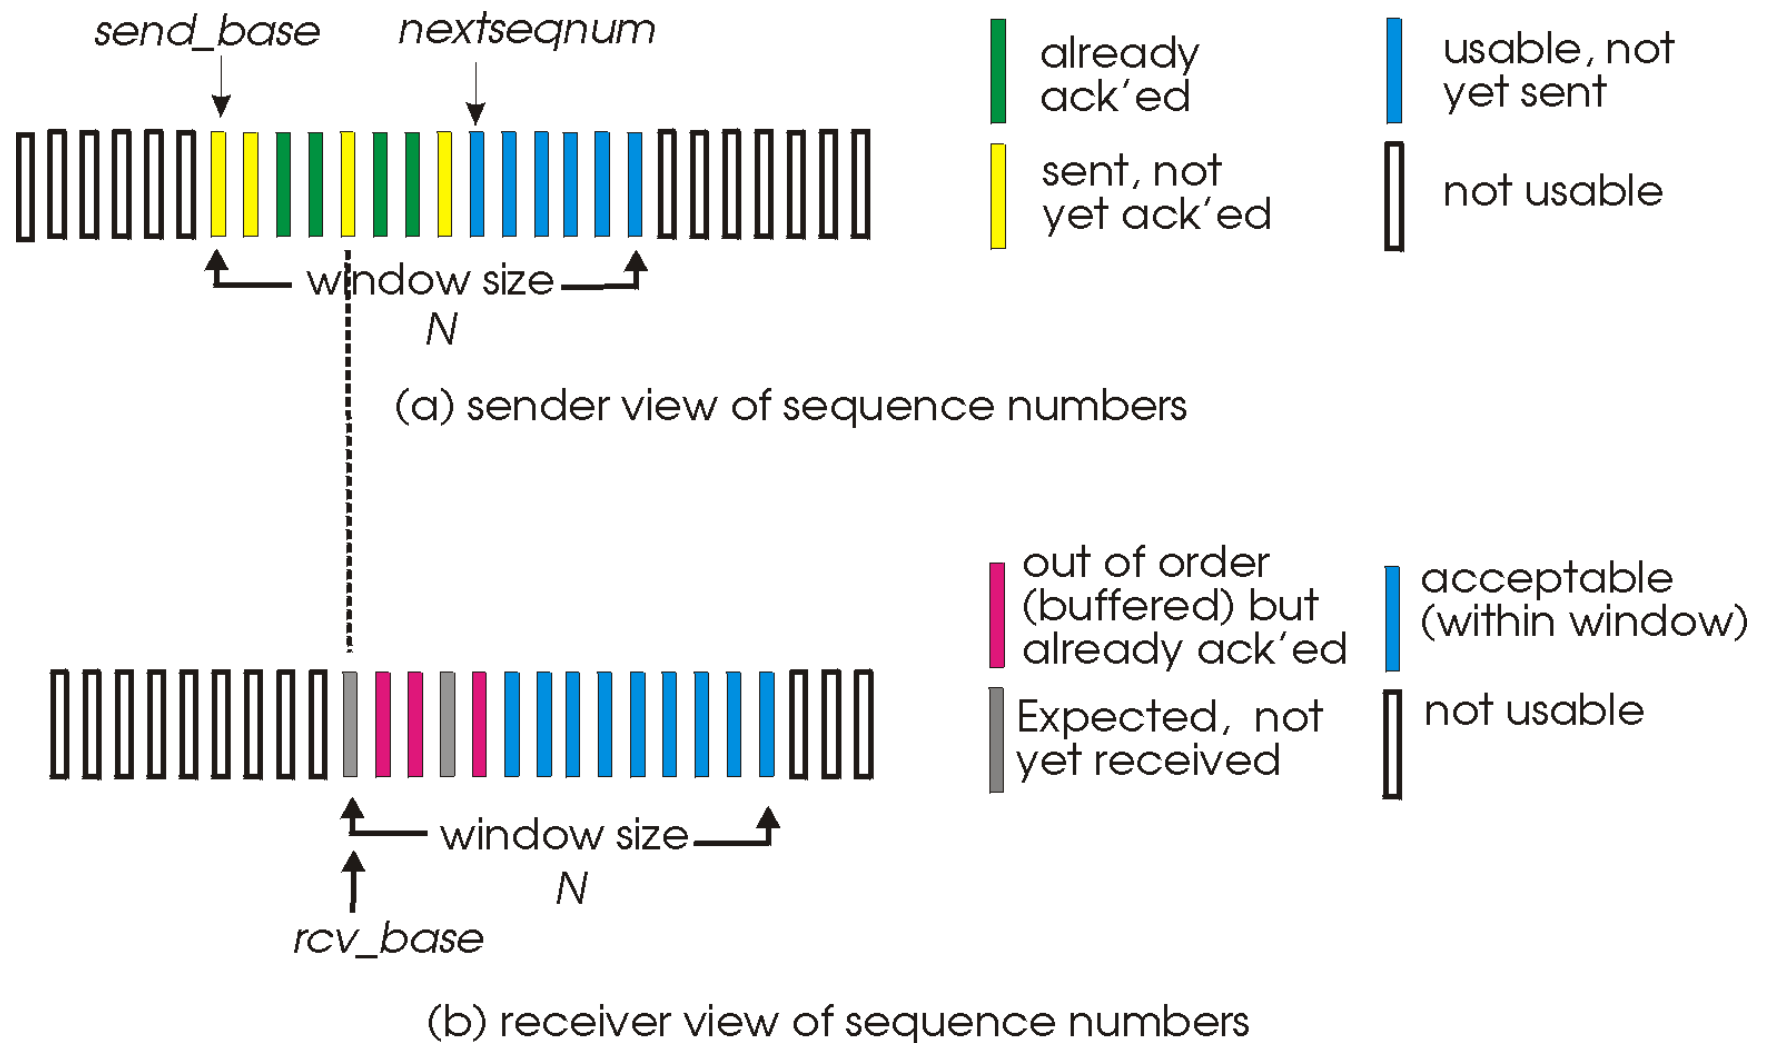 send_base
nextseqnum
already
ack'ed
usable, not
yet sent
sent, not
yet ack'ed
not usable
window size
N
(a) sender view of sequence numbers
out of order
(buffered) but
already ack'ed
acceptable
(within window)
Expected, not
yet received
not usable
window size
N
rcv_base
(b) receiver view of sequence numbers